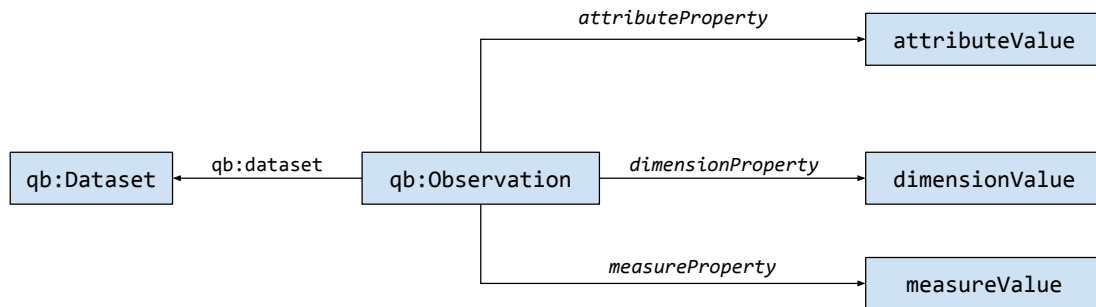 attributeProperty
attributeValue
qb:Dataset
qb:dataset
qb:Observation
dimensionProperty
dimensionValue
measureProperty
measureValue